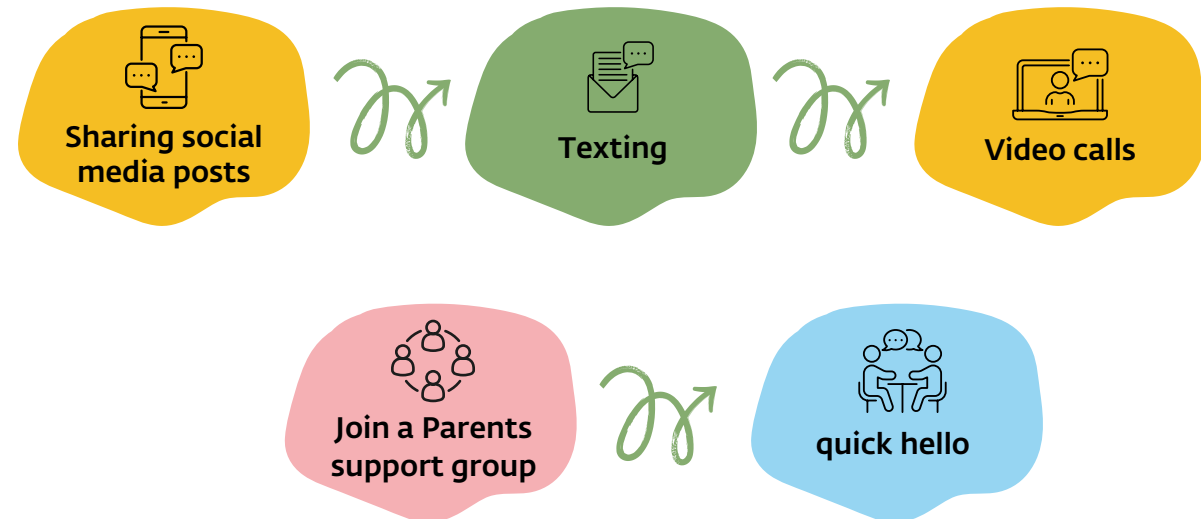 Sharing social
media posts
Texting
Video calls
Join a Parents
support group
quick hello